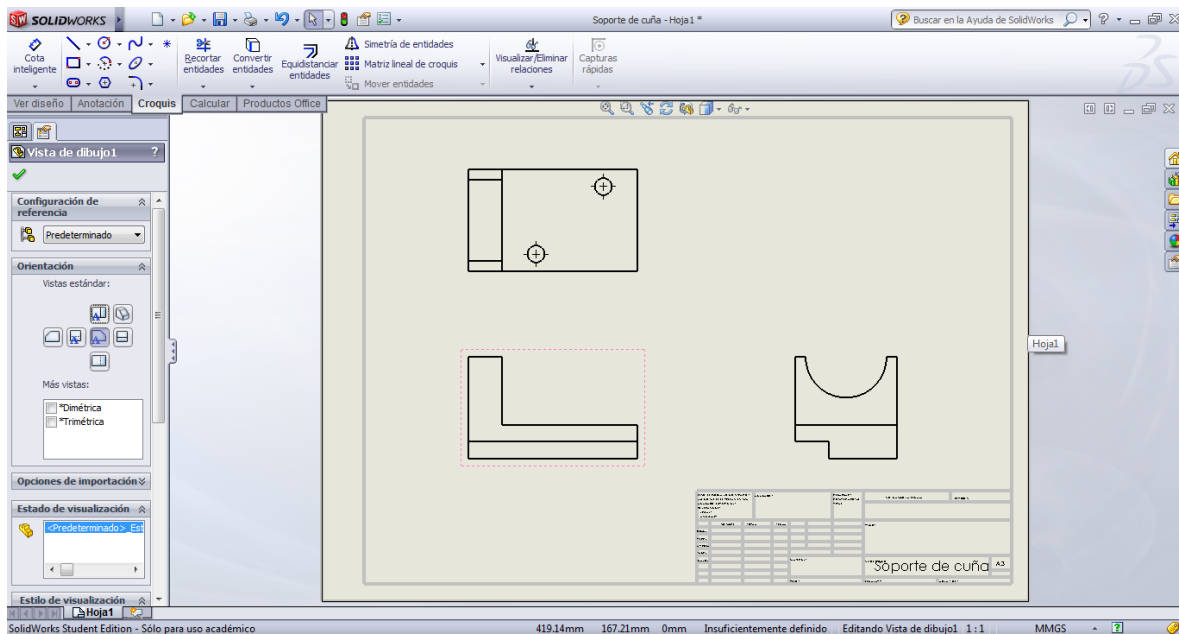 SOLIDWORKS
Soporte de cuña - Hoja1 *
Buscar en la Ayuda de SolidWorks
Cota inteligente
Recortar entidades
Convertir entidades
Equidistanciar entidades
Simetría de entidades
Matriz lineal de croquis
Mover entidades
Visualizar/Eliminar relaciones
Capturas rápidas
Ver diseño
Anotación
Croquis
Calcular
Productos Office
Vista de dibujo1
?
Configuración de referencia
Predeterminado
Orientación
Vistas estándar:
Más vistas:
*Dimétrica
*Trimétrica
Opciones de importación
Estado de visualización
<Predeterminado>_Est
Estilo de visualización
Hoja1
Soporte de cuña
A3
Hoja1
SolidWorks Student Edition - Sólo para uso académico
419.14mm 167.21mm 0mm Insuficientemente definido Editando Vista de dibujo1 1 : 1 MMGS